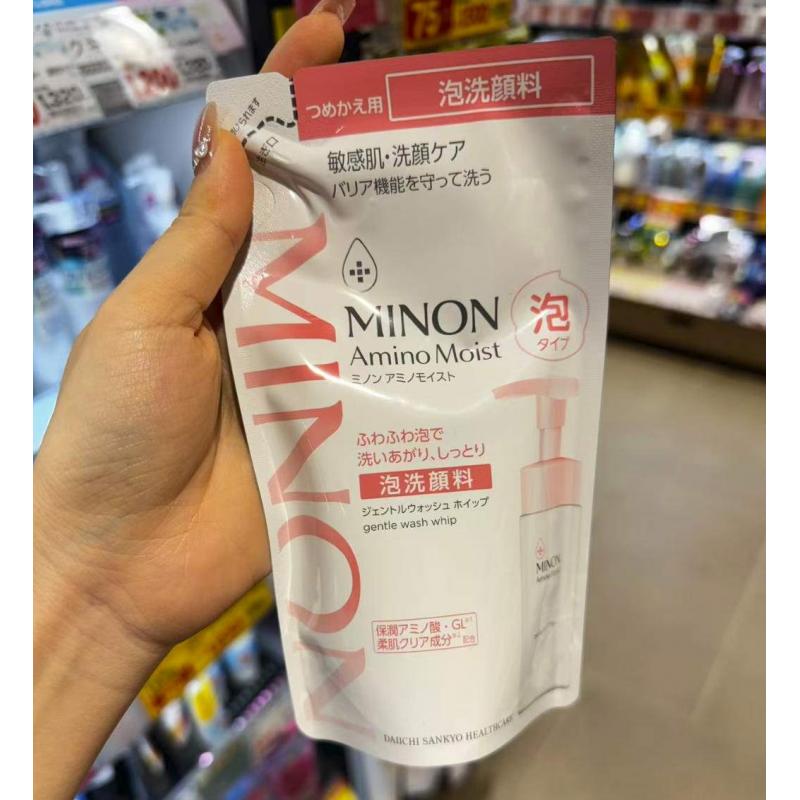 つめかえ用
泡洗顔料
敏感肌・洗顔ケア
バリア機能を守って洗う
MINON
MINON
Amino Moist
ミノン アミノモイスト
泡
タイプ
ふわふわ泡で
洗いあがり、しっとり
泡洗顔料
ジェントルウォッシュ ホイップ
gentle wash whip
MINON
Amino Moist
保潤アミノ酸・GL
柔肌クリア成分 配合
DAIICHI SANKYO HEALTHCARE
75